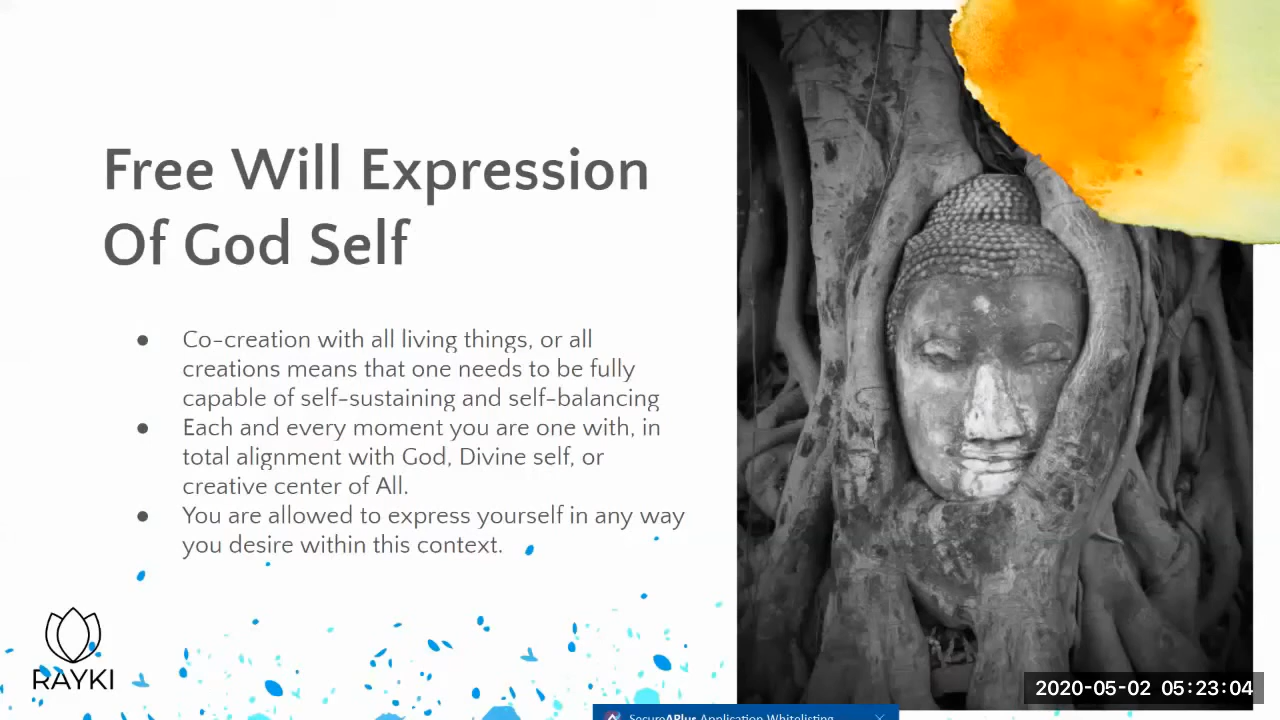 Free Will Expression
Of God Self
● Co-creation with all living things, or all
creations means that one needs to be fully
capable of self-sustaining and self-balancing
● Each and every moment you are one with, in
total alignment with God, Divine self, or
creative center of All.
● You are allowed to express yourself in any way
you desire within this context.
RAYKI
2020-05-02 05:23:04
SecureAPlus Application Whitelisting